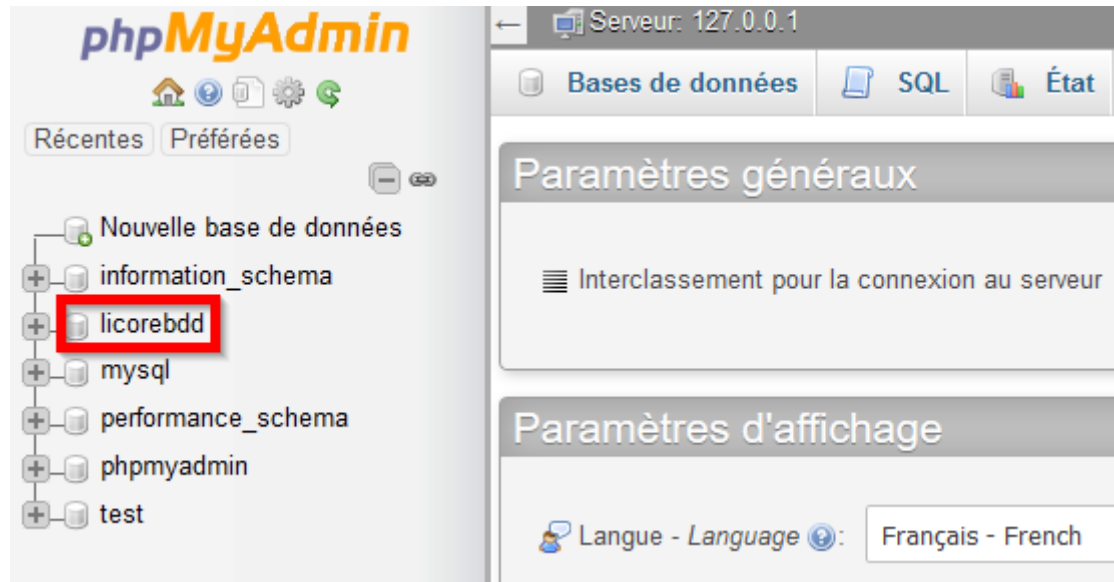 phpMyAdmin
Récentes Préférées
Nouvelle base de données
information_schema
licorebdd
mysql
performance_schema
phpmyadmin
test
Serveur: 127.0.0.1
Bases de données SQL État
Paramètres généraux
Interclassement pour la connexion au serveur
Paramètres d'affichage
Langue - Language : Français - French